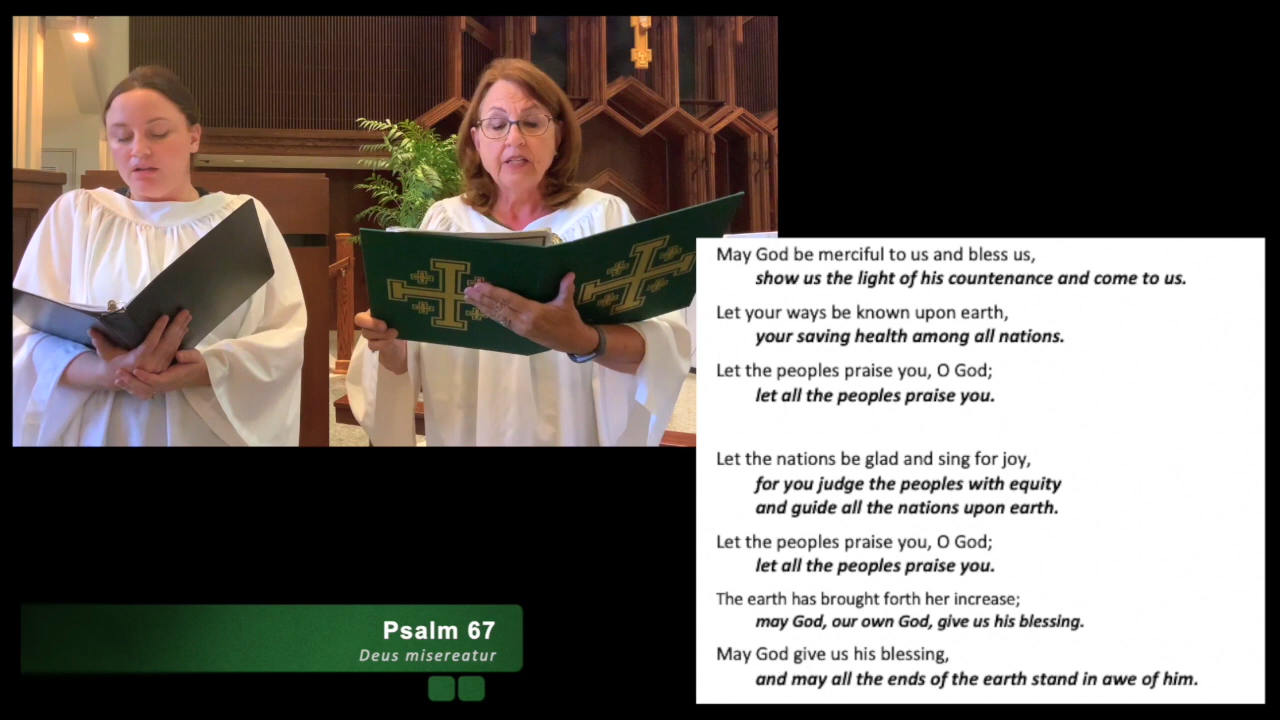 May God be merciful to us and bless us,
show us the light of his countenance and come to us.
Let your ways be known upon earth,
your saving health among all nations.
Let the peoples praise you, O God;
let all the peoples praise you.
Let the nations be glad and sing for joy,
for you judge the peoples with equity
and guide all the nations upon earth.
Let the peoples praise you, O God;
let all the peoples praise you.
The earth has brought forth her increase;
may God, our own God, give us his blessing.
May God give us his blessing,
and may all the ends of the earth stand in awe of him.
Psalm 67
Deus misereatur